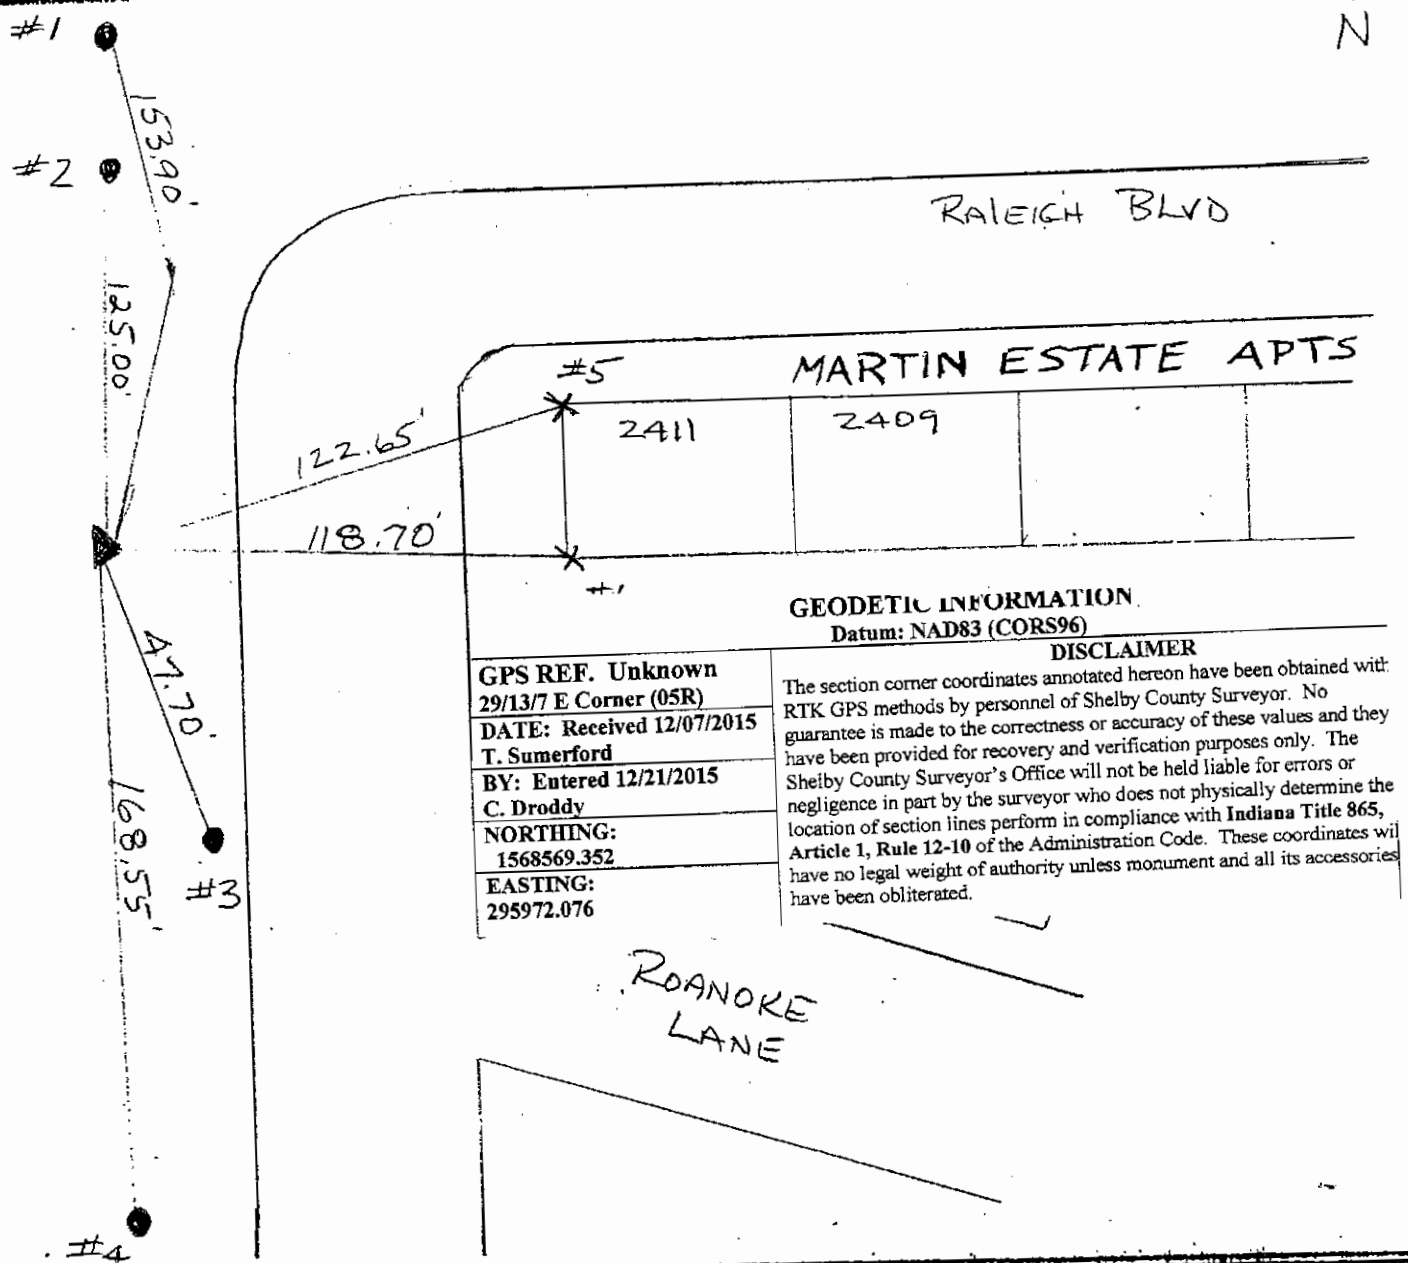 #1
N
153.90'
#2
RALEIGH BLVD
125.00'
#5
MARTIN ESTATE APTS
2411
2409
122.65'
118.70'
GEODETIC INFORMATION
Datum: NAD83 (CORS96)
GPS REF. Unknown
29/13/7 E Corner (05R)
DATE: Received 12/07/2015
T. Sumerford
BY: Entered 12/21/2015
C. Droddy
NORTHING:
1568569.352
EASTING:
295972.076
DISCLAIMER
The section corner coordinates annotated hereon have been obtained with
RTK GPS methods by personnel of Shelby County Surveyor. No
guarantee is made to the correctness or accuracy of these values and they
have been provided for recovery and verification purposes only. The
Shelby County Surveyor's Office will not be held liable for errors or
negligence in part by the surveyor who does not physically determine the
location of section lines perform in compliance with Indiana Title 865,
Article 1, Rule 12-10 of the Administration Code. These coordinates wil
have no legal weight of authority unless monument and all its accessories
have been obliterated.
47.70'
168.55'
#3
ROANOKE
LANE
#4